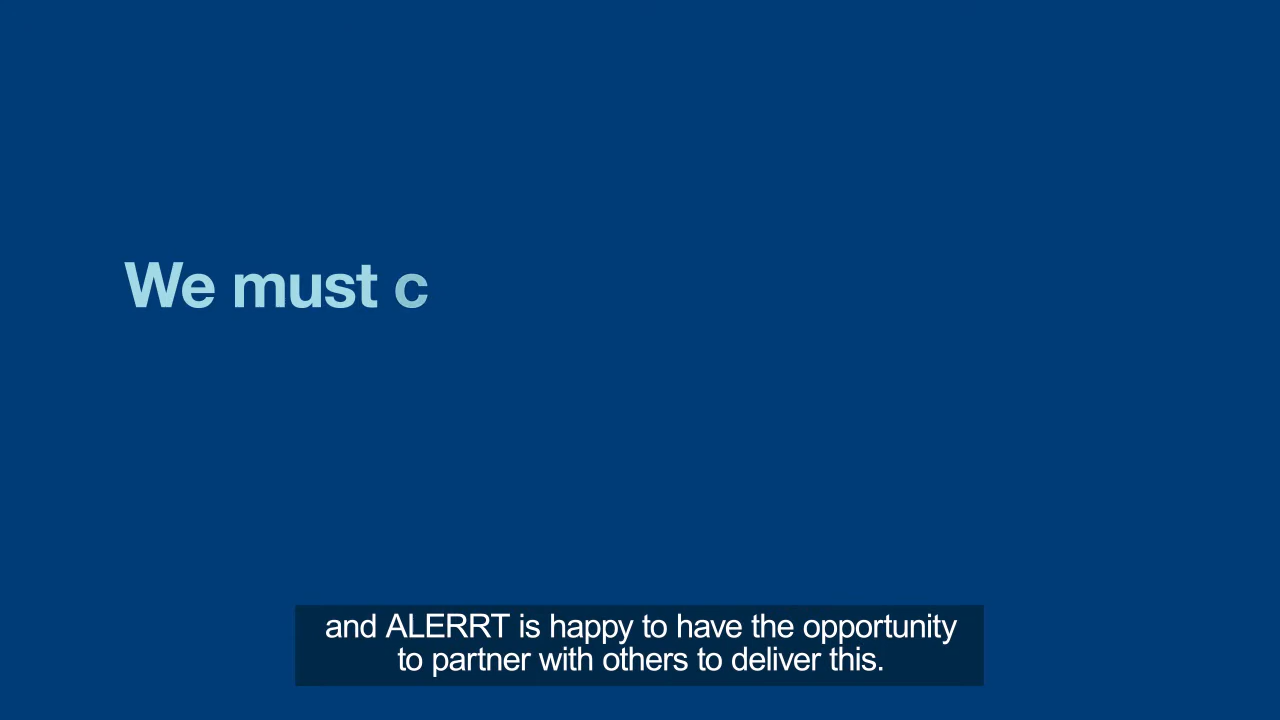 We must c
and ALERRT is happy to have the opportunity
to partner with others to deliver this.